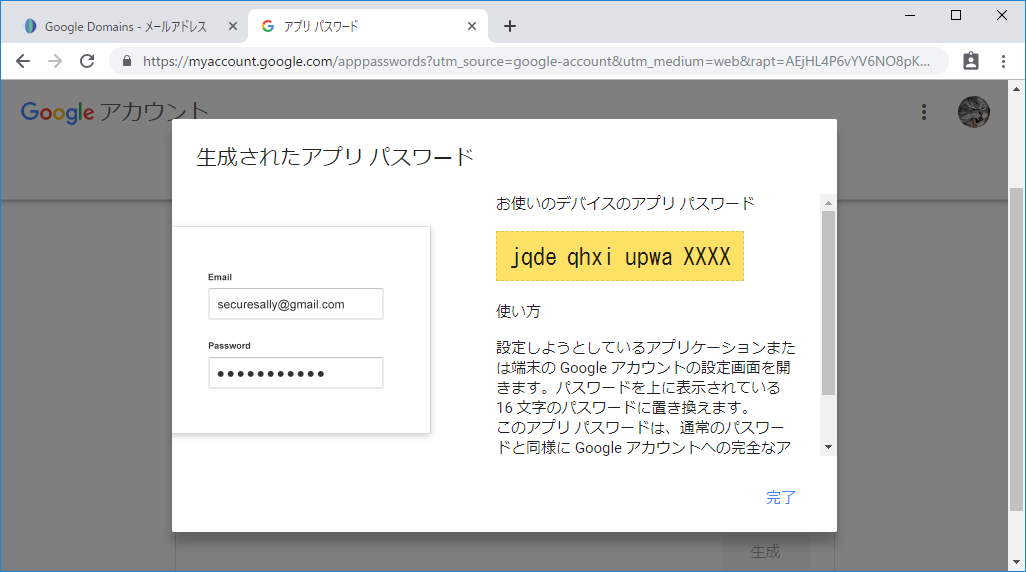 Google Domains - メールアドレス
アプリ パスワード
https://myaccount.google.com/apppasswords?utm_source=google-account&utm_medium=web&rapt=AEjHL4P6vYV6NO8pK...
Google アカウント
生成されたアプリ パスワード
お使いのデバイスのアプリ パスワード
jqde qhxi upwa XXXX
Email
securesally@gmail.com
Password
使い方
設定しようとしているアプリケーションまた
は端末の Google アカウントの設定画面を開
きます。パスワードを上に表示されている
16 文字のパスワードに置き換えます。
このアプリ パスワードは、通常のパスワー
ドと同様に Google アカウントへの完全なア
完了
生成